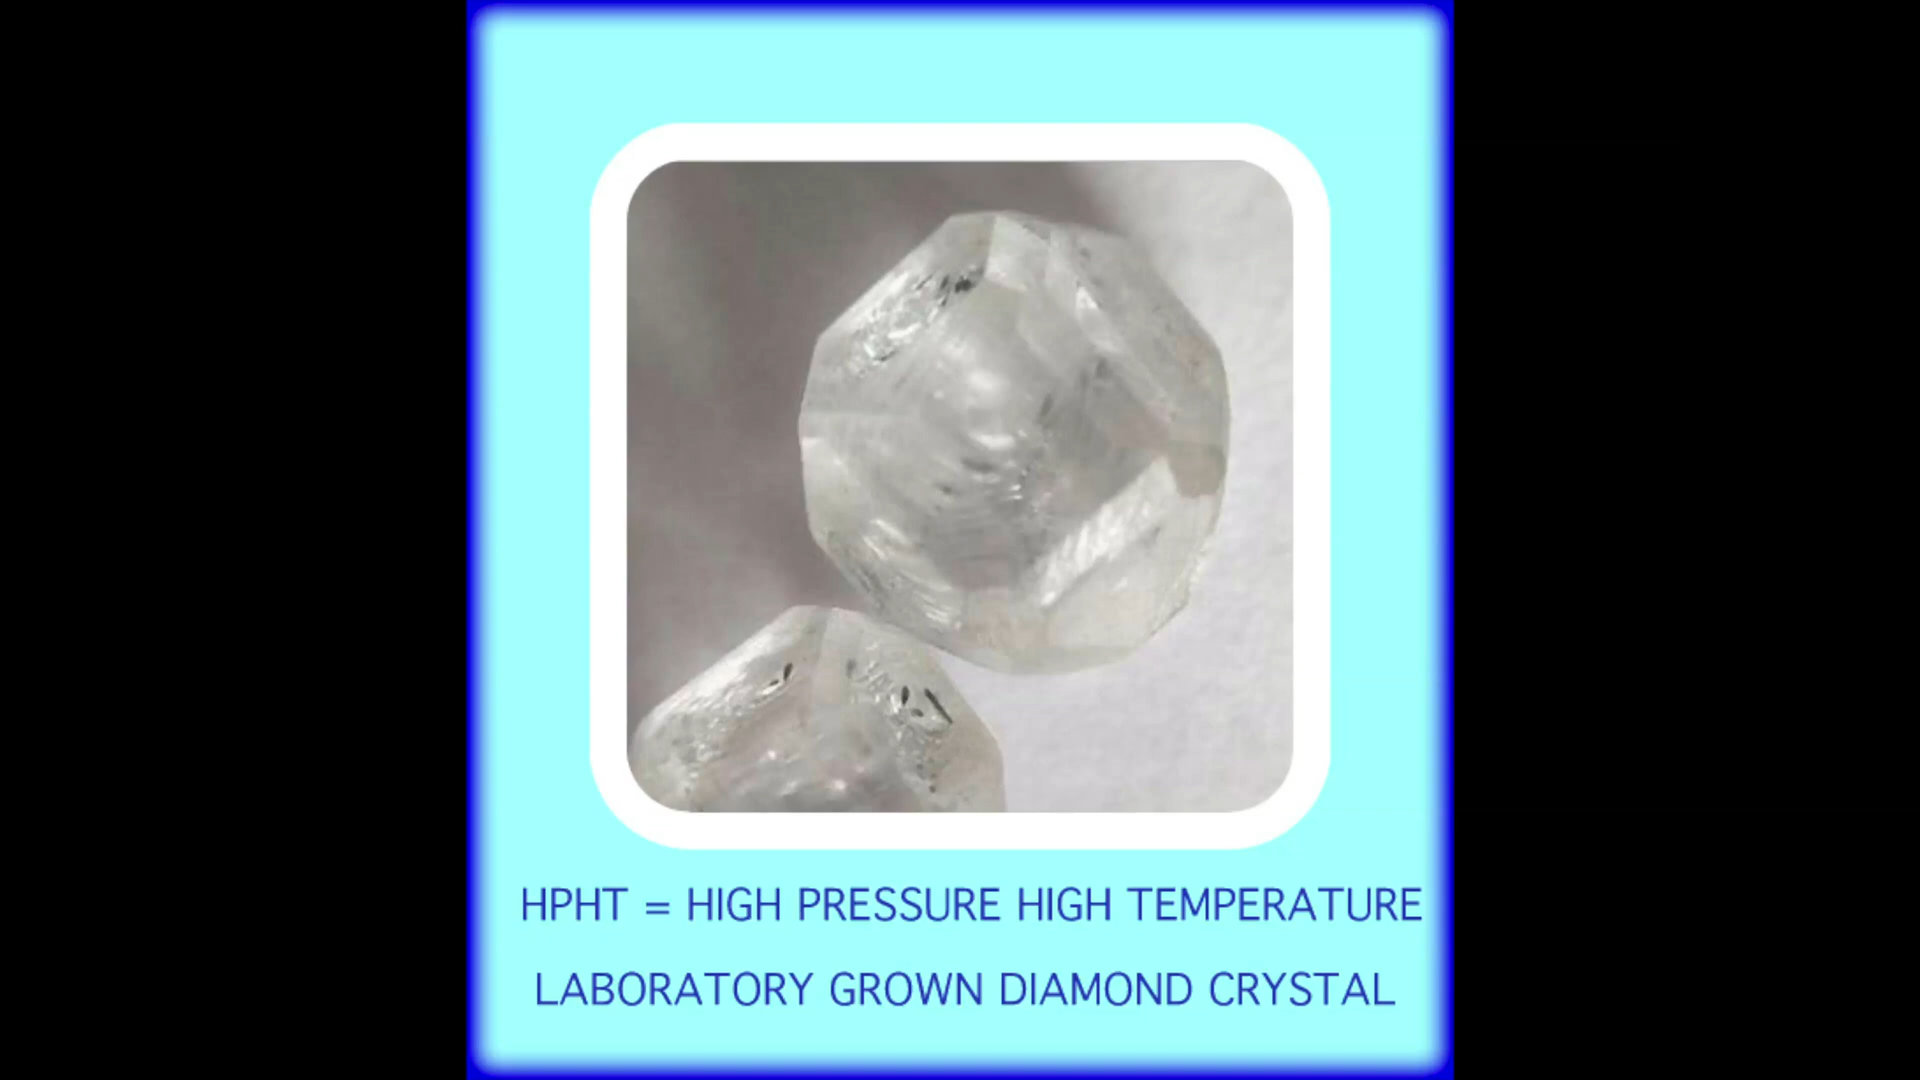 HPHT = HIGH PRESSURE HIGH TEMPERATURE
LABORATORY GROWN DIAMOND CRYSTAL